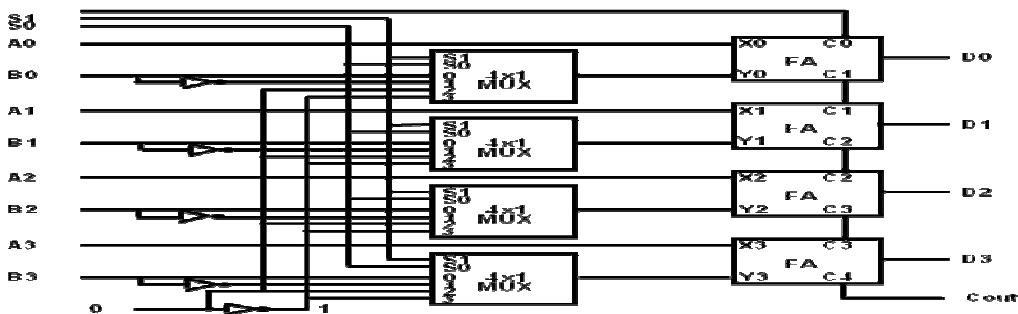 S1
S0
A0
X0 C0
FA
D0
B0
S1
S0
0
1
2
3
4x1
MUX
Y0 C1
A1
X1 C1
FA
D1
B1
S1
S0
0
1
2
3
4x1
MUX
Y1 C2
A2
X2 C2
FA
D2
B2
S1
S0
0
1
2
3
4x1
MUX
Y2 C3
A3
X3 C3
FA
D3
B3
S1
S0
0
1
2
3
4x1
MUX
Y3 C4
0
1
Cout